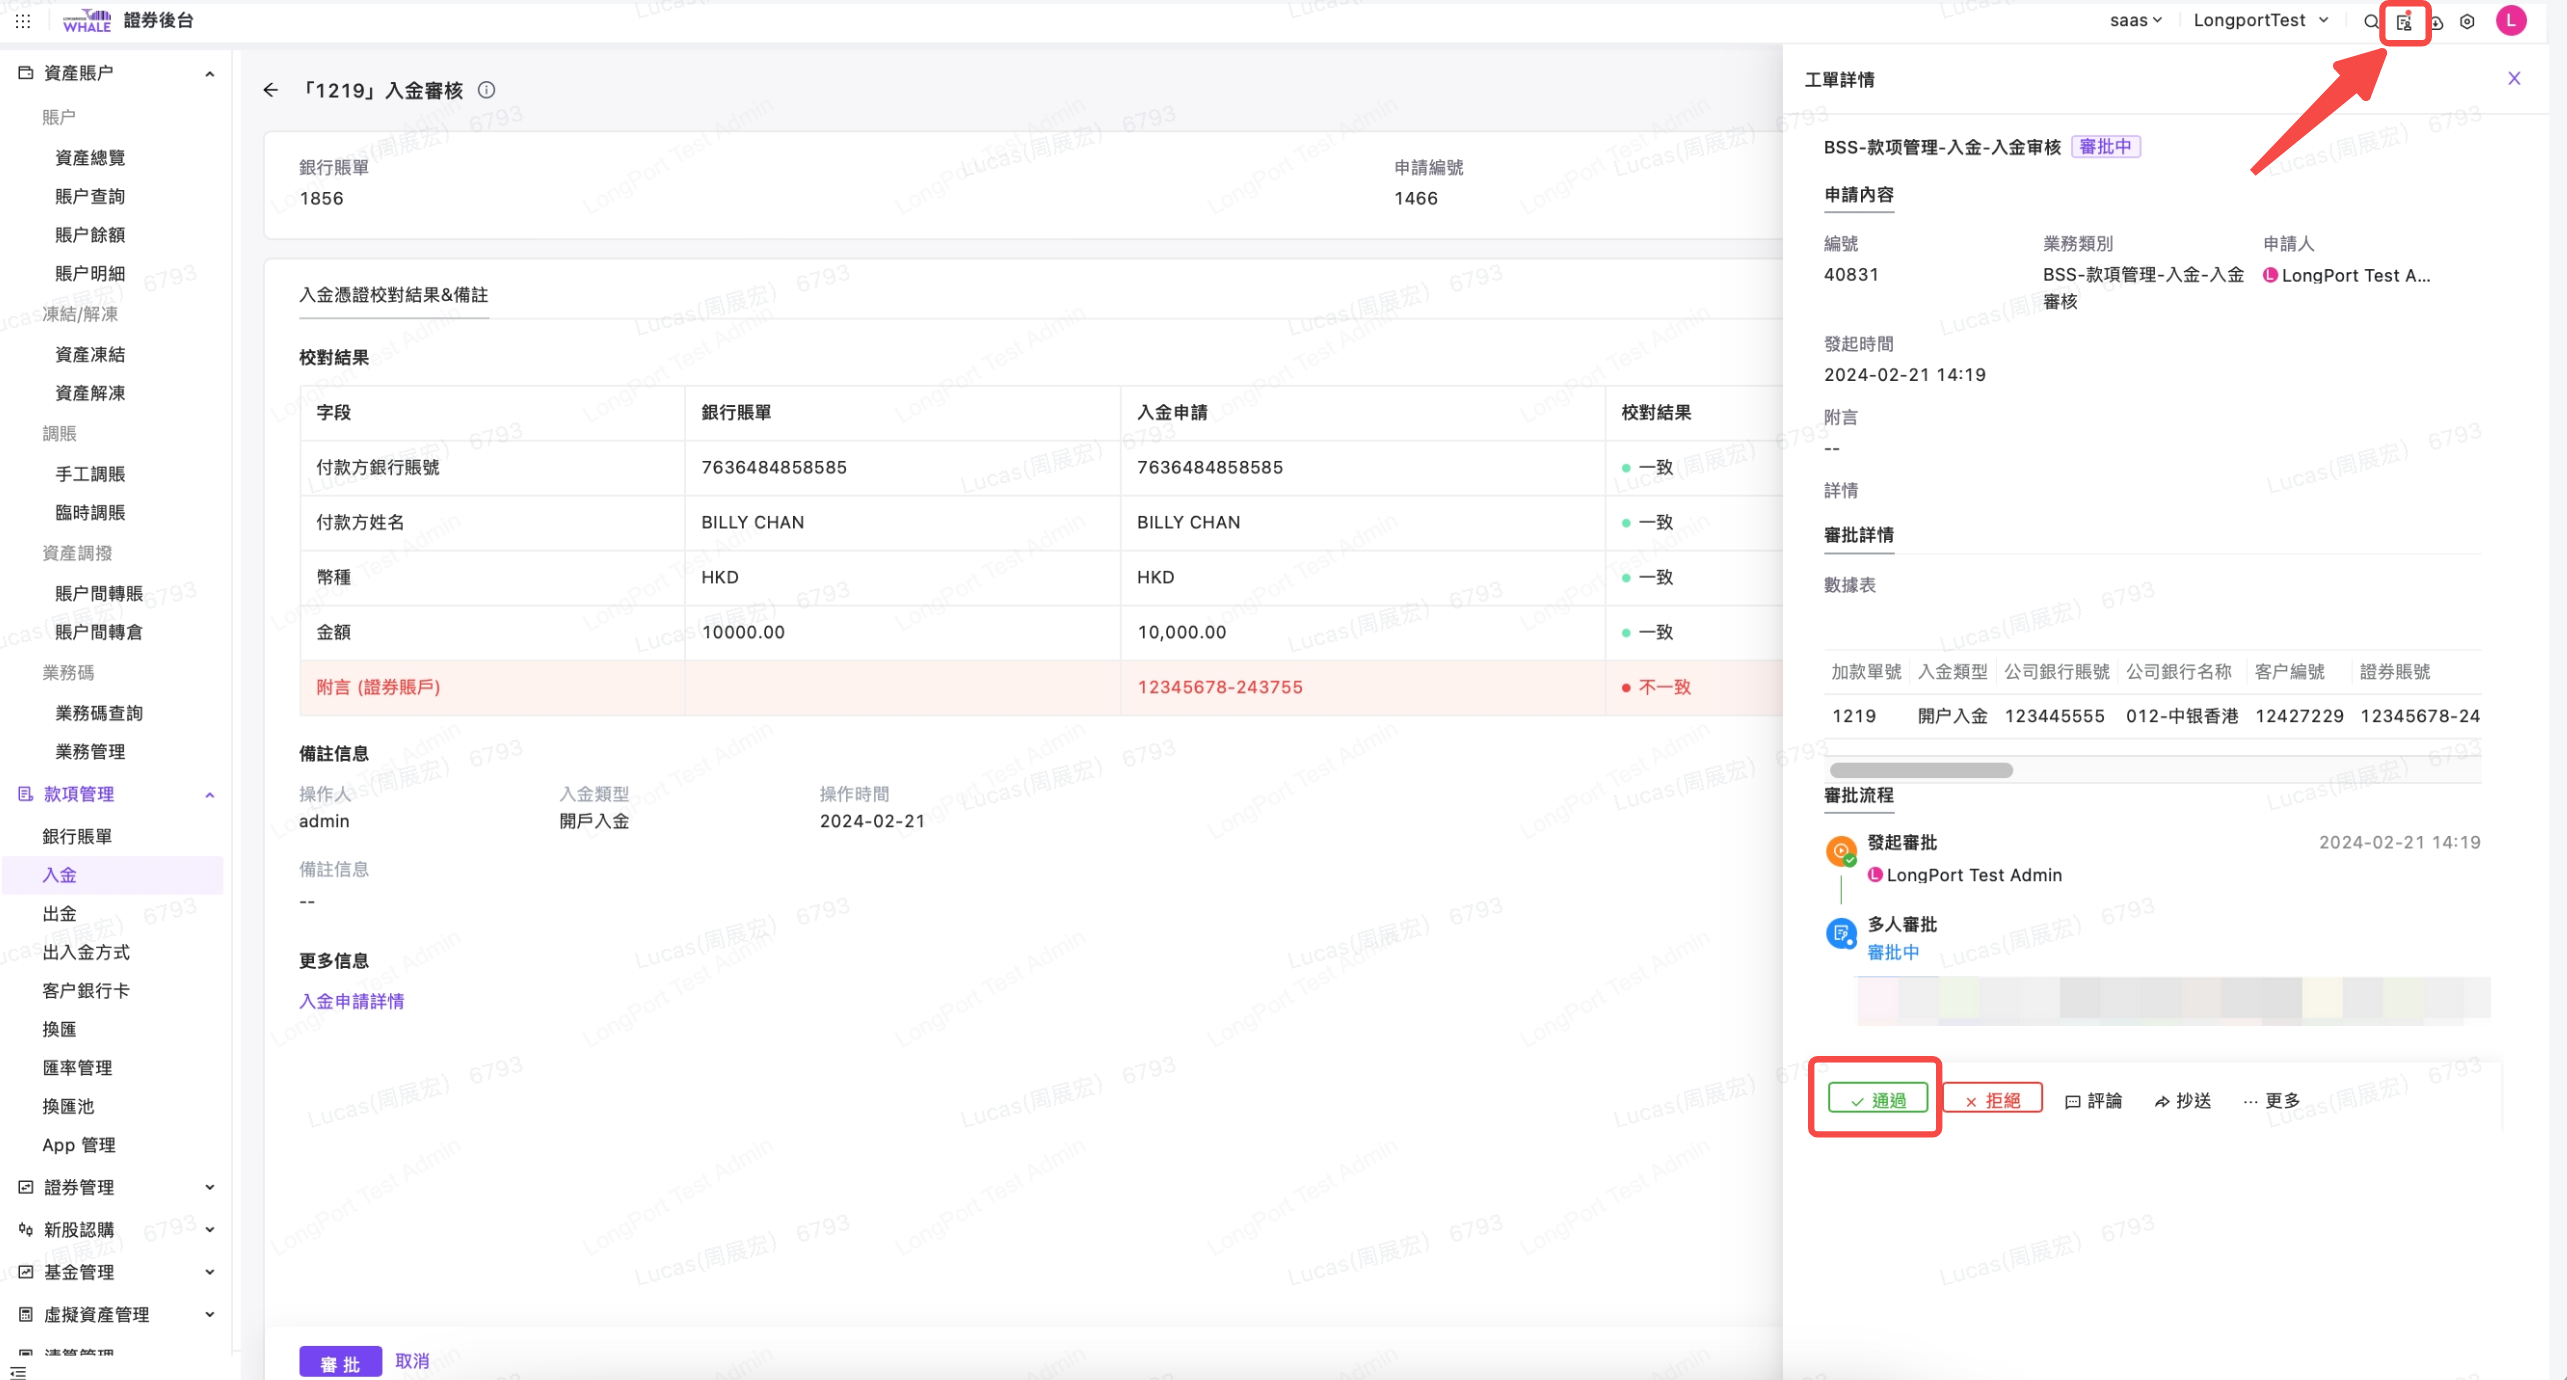 WHALE 證券後台
saas
LongportTest
L
資產賬户
賬户
資產總覽
賬户查詢
賬户餘額
賬户明細
凍結/解凍
資產凍結
資產解凍
調賬
手工調賬
臨時調賬
資產調撥
賬户間轉賬
賬户間轉倉
業務碼
業務碼查詢
業務管理
款項管理
銀行賬單
入金
出金
出入金方式
客户銀行卡
換匯
匯率管理
換匯池
App 管理
證券管理
新股認購
基金管理
虛擬資產管理
「1219」入金審核
銀行賬單
1856
申請編號
1466
入金憑證校對結果&備註
校對結果
字段 銀行賬單 入金申請 校對結果
付款方銀行賬號 7636484858585 7636484858585 一致
付款方姓名 BILLY CHAN BILLY CHAN 一致
幣種 HKD HKD 一致
金額 10000.00 10,000.00 一致
附言 (證券賬戶) 12345678-243755 不一致
備註信息
操作人 入金類型 操作時間
admin 開戶入金 2024-02-21
備註信息
--
更多信息
入金申請詳情
審 批 取消
工單詳情
BSS-款项管理-入金-入金审核 審批中
申請內容
編號 業務類別 申請人
40831 BSS-款項管理-入金-入金審核 LongPort Test A...
發起時間
2024-02-21 14:19
附言
--
詳情
審批詳情
數據表
加款單號 入金類型 公司銀行賬號 公司銀行名称 客户編號 證券賬號
1219 開户入金 123445555 012-中银香港 12427229 12345678-24
審批流程
發起審批 2024-02-21 14:19
LongPort Test Admin
多人審批
審批中
通過 拒絕 評論 抄送 更多
Lucas(周展宏) 6793
LongPort Test Admin